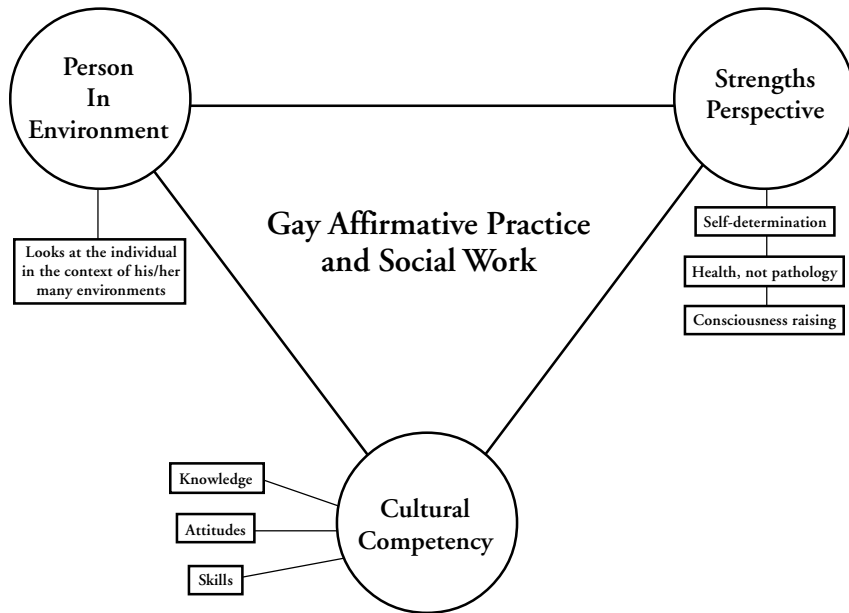 Person
In
Environment
Strengths
Perspective
Looks at the individual
in the context of his/her
many environments
Gay Affirmative Practice
and Social Work
Self-determination
Health, not pathology
Consciousness raising
Knowledge
Attitudes
Skills
Cultural
Competency